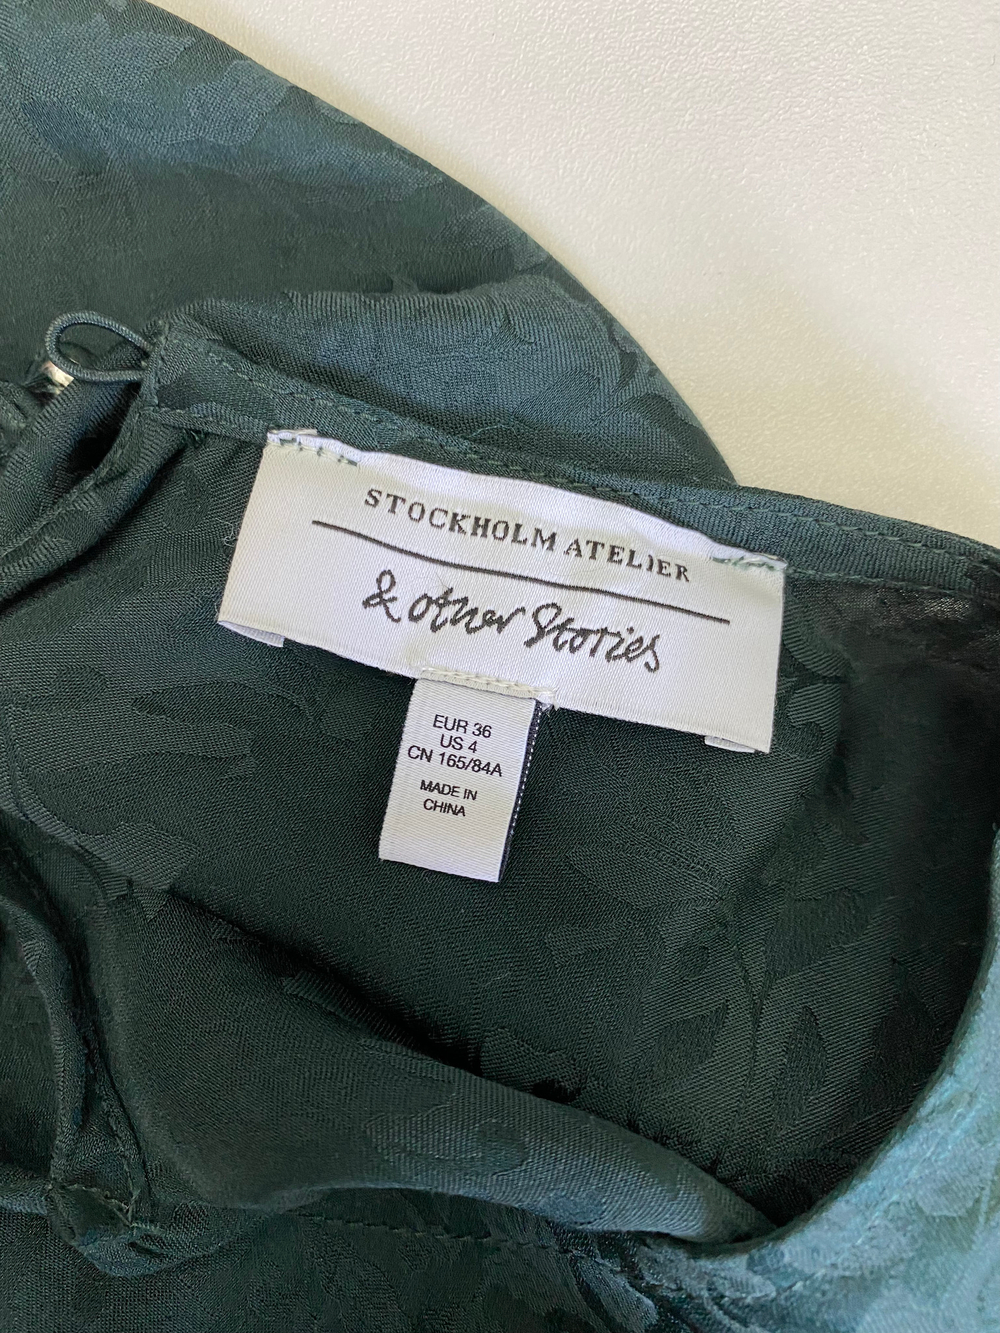 STOCKHOLM ATELIER
& other Stories
EUR 36
US 4
CN 165/84A
MADE IN
CHINA